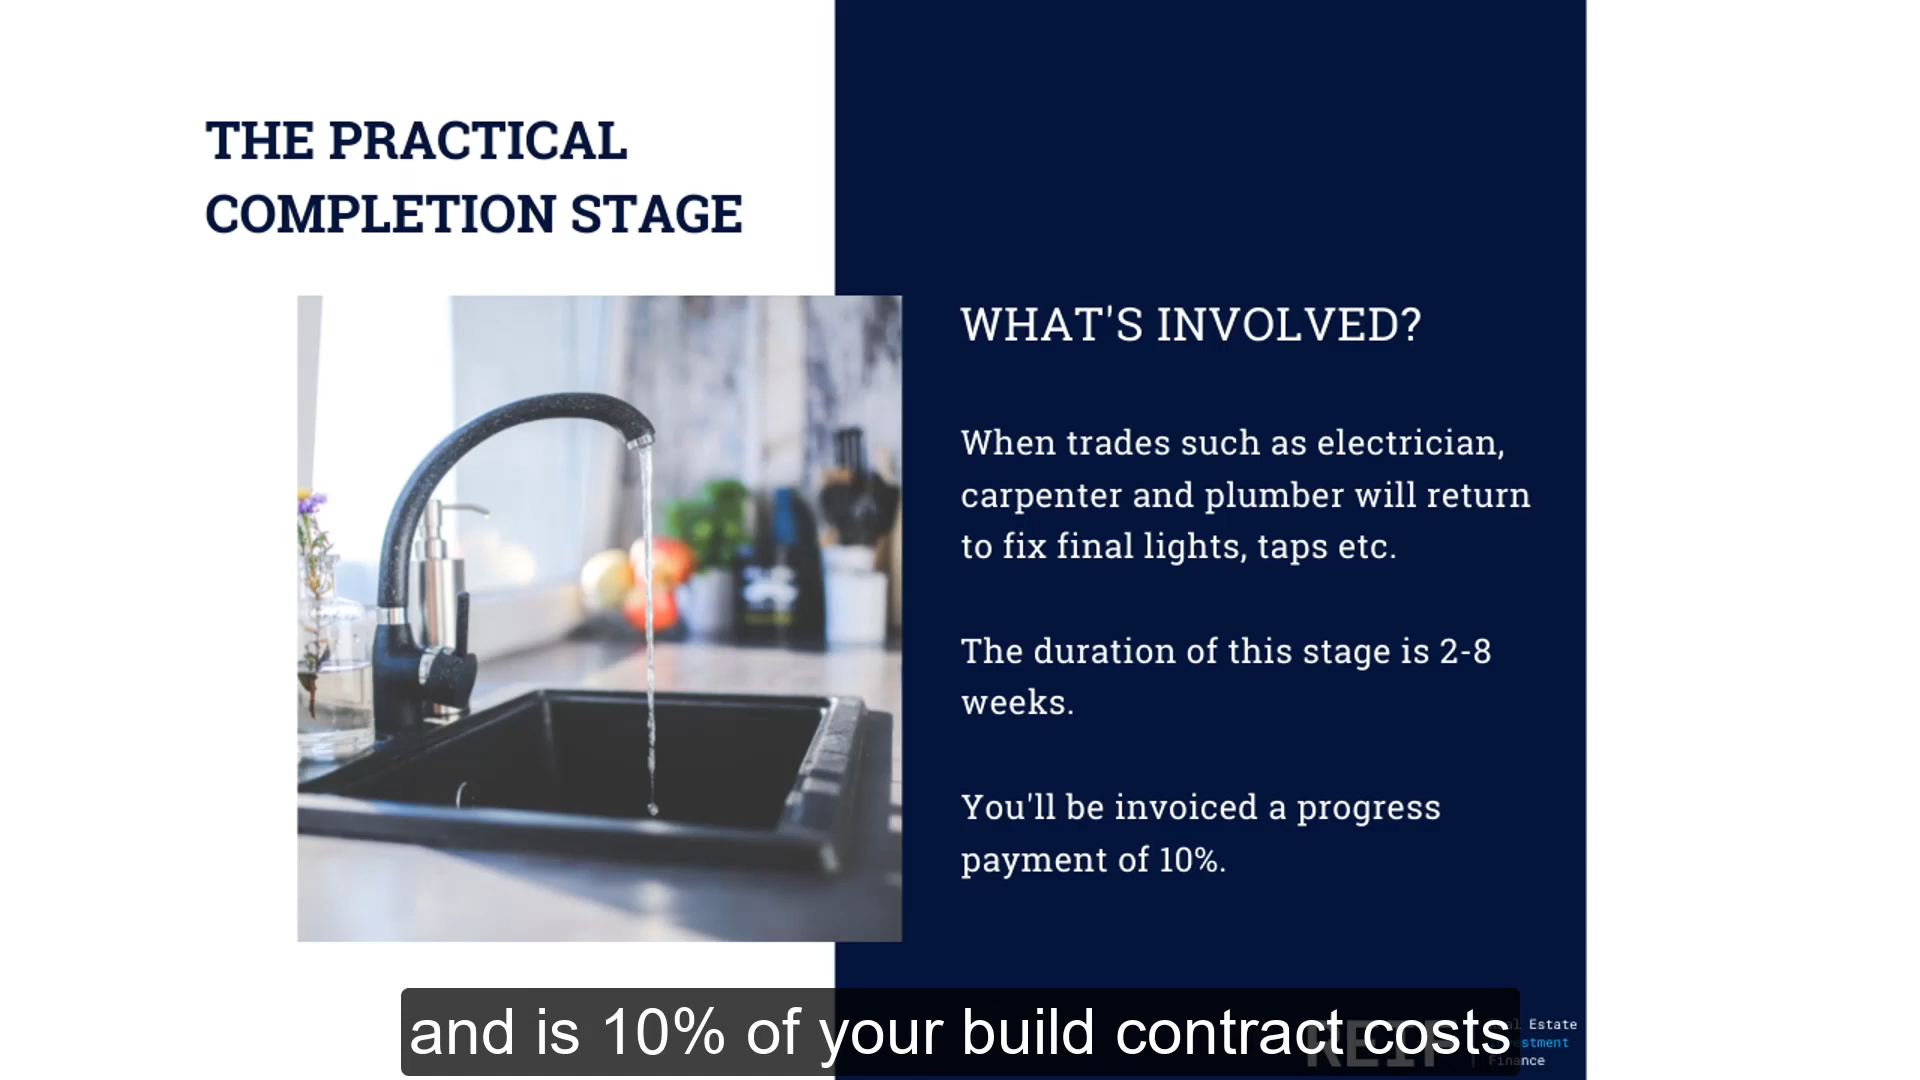 THE PRACTICAL
COMPLETION STAGE
WHAT'S INVOLVED?
When trades such as electrician,
carpenter and plumber will return
to fix final lights, taps etc.
The duration of this stage is 2-8
weeks.
You'll be invoiced a progress
payment of 10%.
and is 10% of your build contract costs
Estate